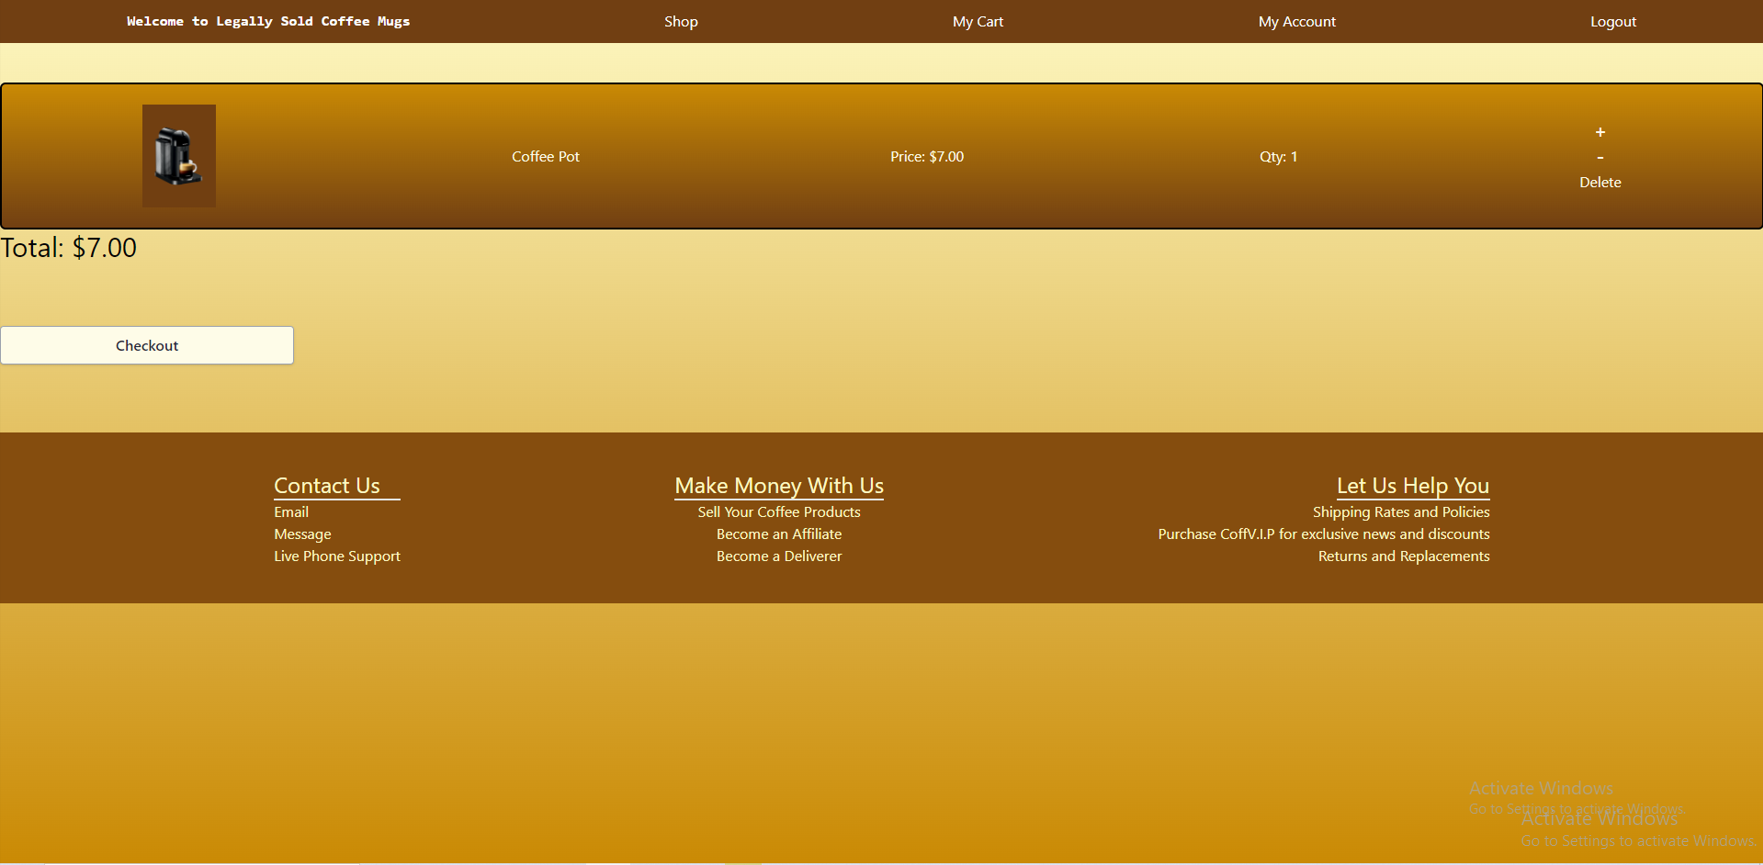 Welcome to Legally Sold Coffee Mugs
Shop
My Cart
My Account
Logout
Coffee Pot
Price: $7.00
Qty: 1
+
-
Delete
Total: $7.00
Checkout
Contact Us
Email
Message
Live Phone Support
Make Money With Us
Sell Your Coffee Products
Become an Affiliate
Become a Deliverer
Let Us Help You
Shipping Rates and Policies
Purchase CoffV.I.P for exclusive news and discounts
Returns and Replacements
Activate Windows
Go to Settings to activate Windows.
Activate Windows
Go to Settings to activate Windows.